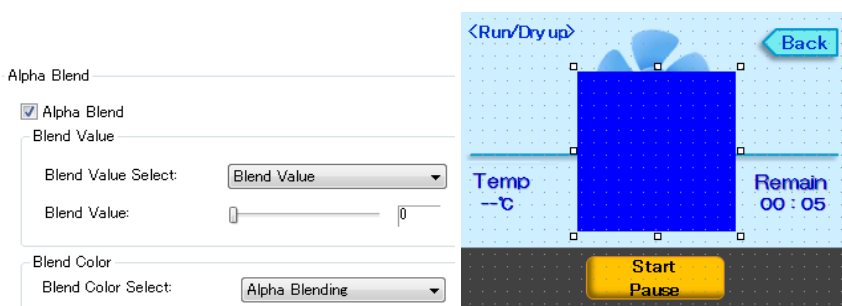 Alpha Blend
Alpha Blend
Blend Value
Blend Value Select:
Blend Value
Blend Value:
0
Blend Color
Blend Color Select:
Alpha Blending
<Run/Dry up>
Back
Temp
--℃
Remain
00 : 05
Start
Pause